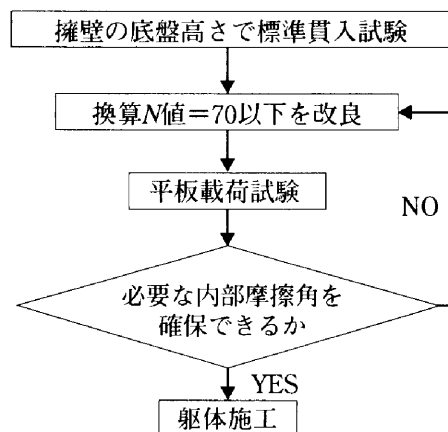 擁壁の底盤高さで標準貫入試験
換算N値＝70以下を改良
平板載荷試験
NO
必要な内部摩擦角を
確保できるか
YES
躯体施工